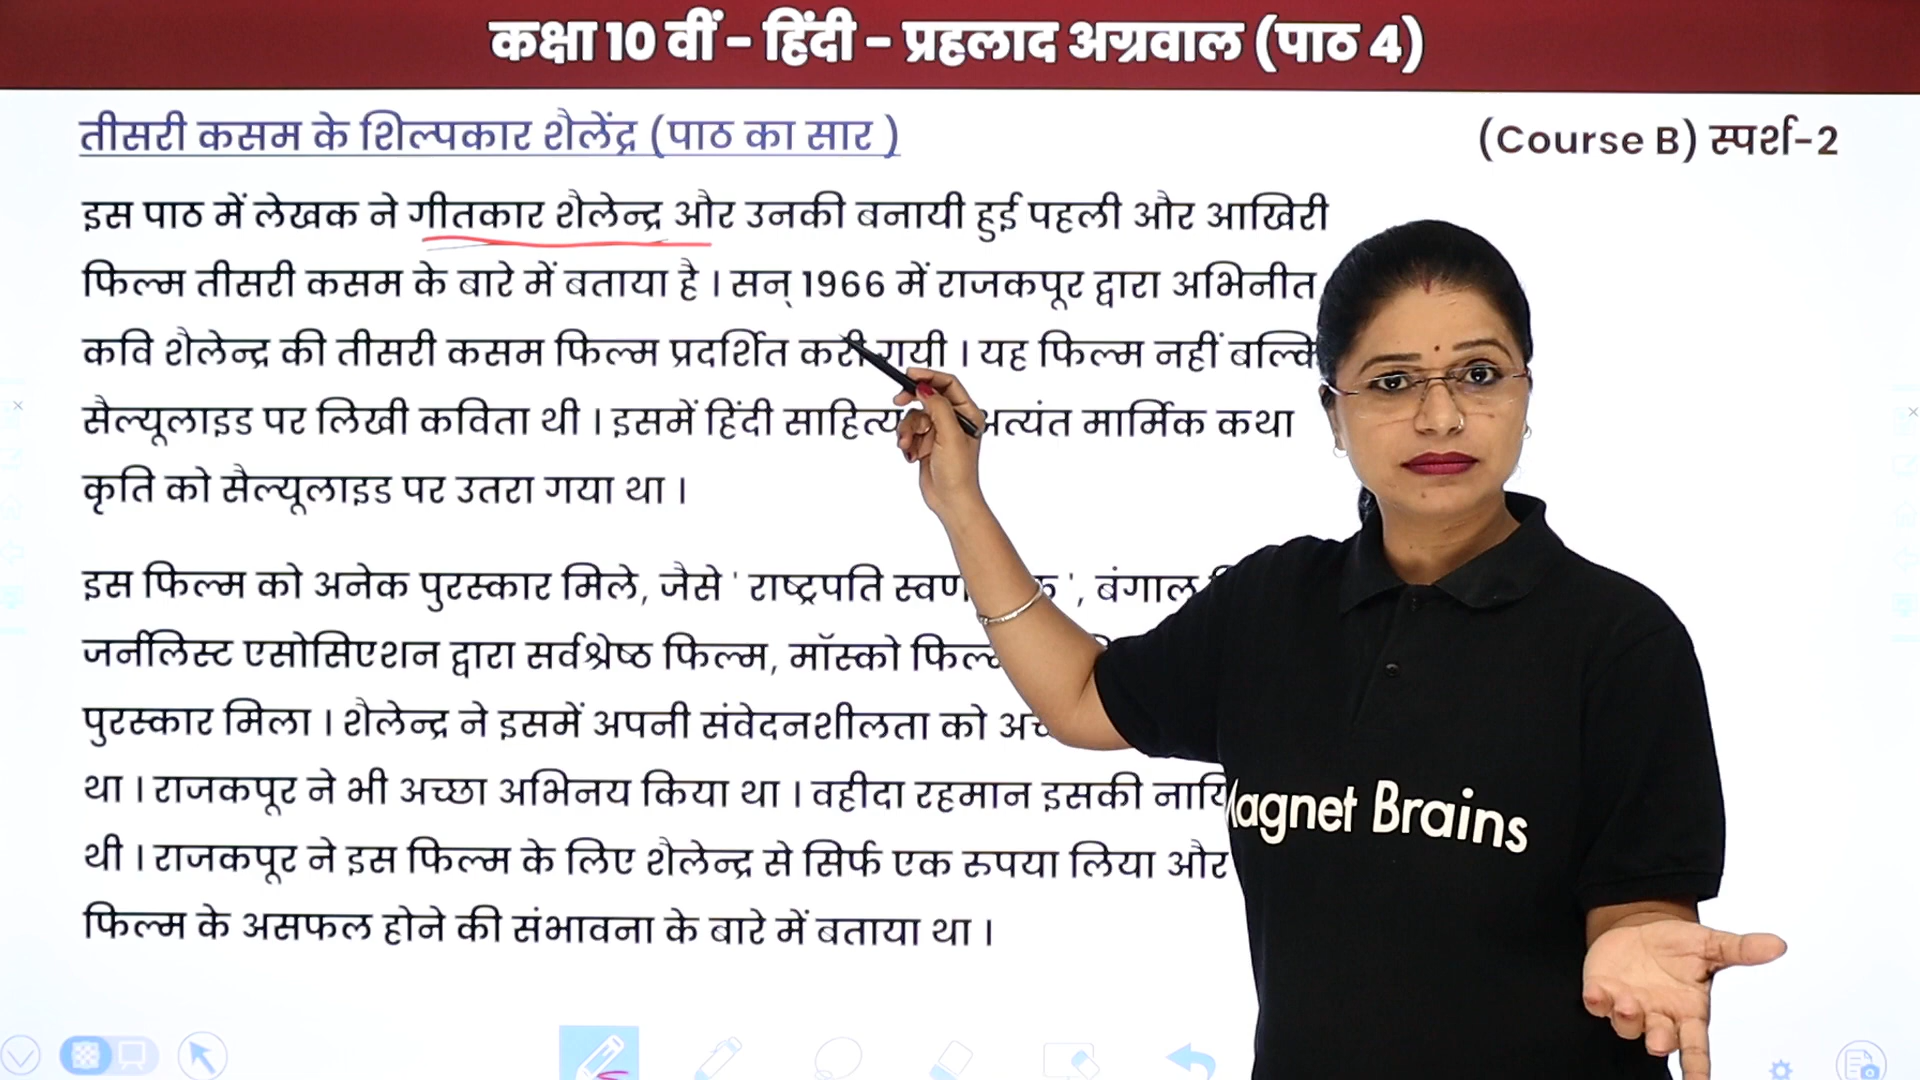 कक्षा 10 वीं - हिंदी - प्रहलाद अग्रवाल (पाठ 4)
तीसरी कसम के शिल्पकार शैलेंद्र (पाठ का सार )
(Course B) स्पर्श-2
इस पाठ में लेखक ने गीतकार शैलेन्द्र और उनकी बनायी हुई पहली और आखिरी
फिल्म तीसरी कसम के बारे में बताया है । सन् 1966 में राजकपूर द्वारा अभिनीत
कवि शैलेन्द्र की तीसरी कसम फिल्म प्रदर्शित करी गयी । यह फिल्म नहीं
सैल्यूलाइड पर लिखी कविता थी । इसमें हिंदी साहित्य अत्यंत मार्मिक कथा
कृति को सैल्यूलाइड पर उतरा गया था ।
इस फिल्म को अनेक पुरस्कार मिले, जैसे ' राष्ट्रपति ', बंगाल
जर्नलिस्ट एसोसिएशन द्वारा सर्वश्रेष्ठ फिल्म, मॉस्को
पुरस्कार मिला । शैलेन्द्र ने इसमें अपनी संवेदनशीलता को
था । राजकपूर ने भी अच्छा अभिनय किया था । वहीदा रहमान इसकी
थी । राजकपूर ने इस फिल्म के लिए शैलेन्द्र से सिर्फ एक रुपया लिया और
फिल्म के असफल होने की संभावना के बारे में बताया था ।
Magnet Brains